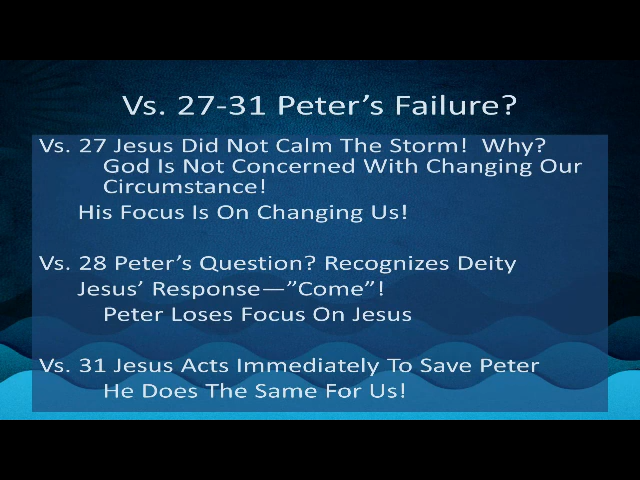 Vs. 27-31 Peter’s Failure?
Vs. 27 Jesus Did Not Calm The Storm!  Why?
God Is Not Concerned With Changing Our
Circumstance!
His Focus Is On Changing Us!
Vs. 28 Peter’s Question? Recognizes Deity
Jesus’ Response—”Come”!
Peter Loses Focus On Jesus
Vs. 31 Jesus Acts Immediately To Save Peter
He Does The Same For Us!